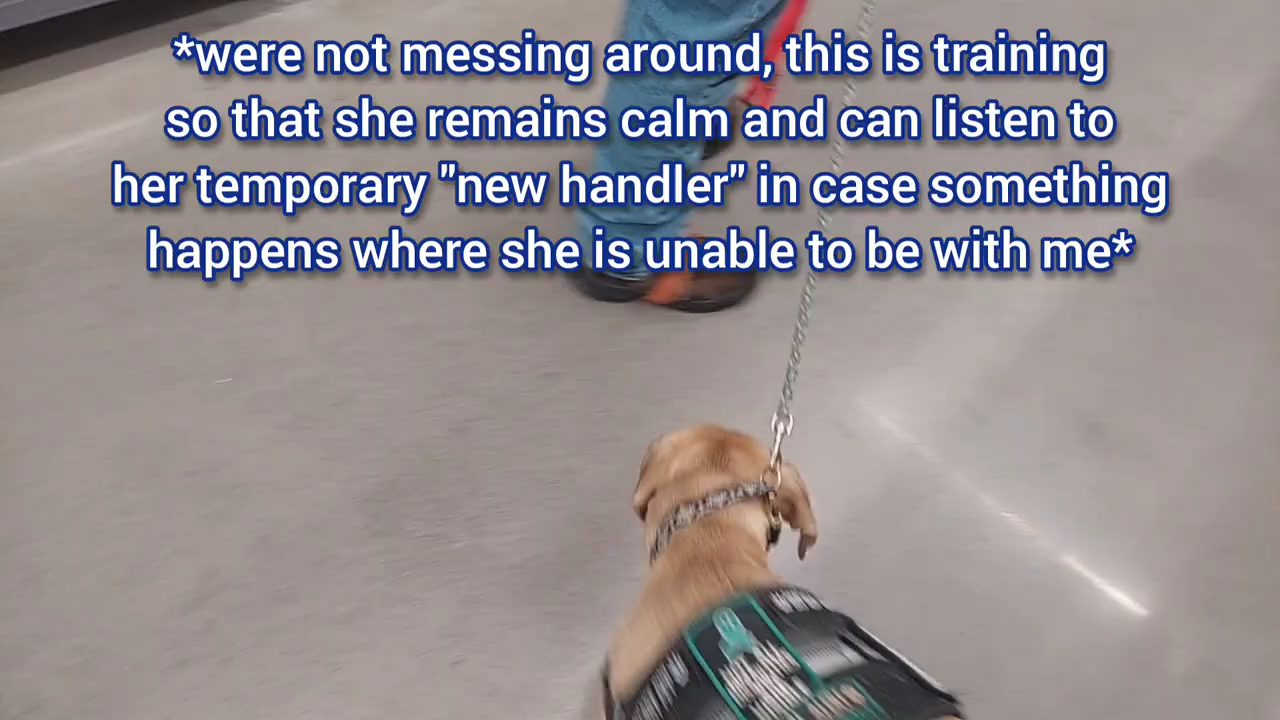 *were not messing around, this is training
so that she remains calm and can listen to
her temporary "new handler" in case something
happens where she is unable to be with me*